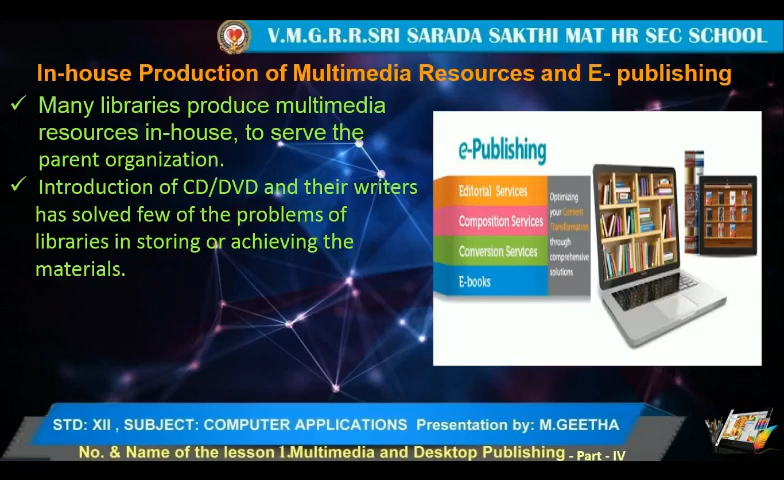 V.M.G.R.R.SRI SARADA SAKTHI MAT HR SEC SCHOOL
In-house Production of Multimedia Resources and E- publishing
✓ Many libraries produce multimedia
resources in-house, to serve the
parent organization.
✓ Introduction of CD/DVD and their writers
has solved few of the problems of
libraries in storing or achieving the
materials.
e-Publishing
Editorial Services
Composition Services
Conversion Services
E-books
Optimizing
your Content
Transformation
through
comprehensive
solutions
STD: XII , SUBJECT: COMPUTER APPLICATIONS Presentation by: M.GEETHA
No. & Name of the lesson 1.Multimedia and Desktop Publishing - Part - IV